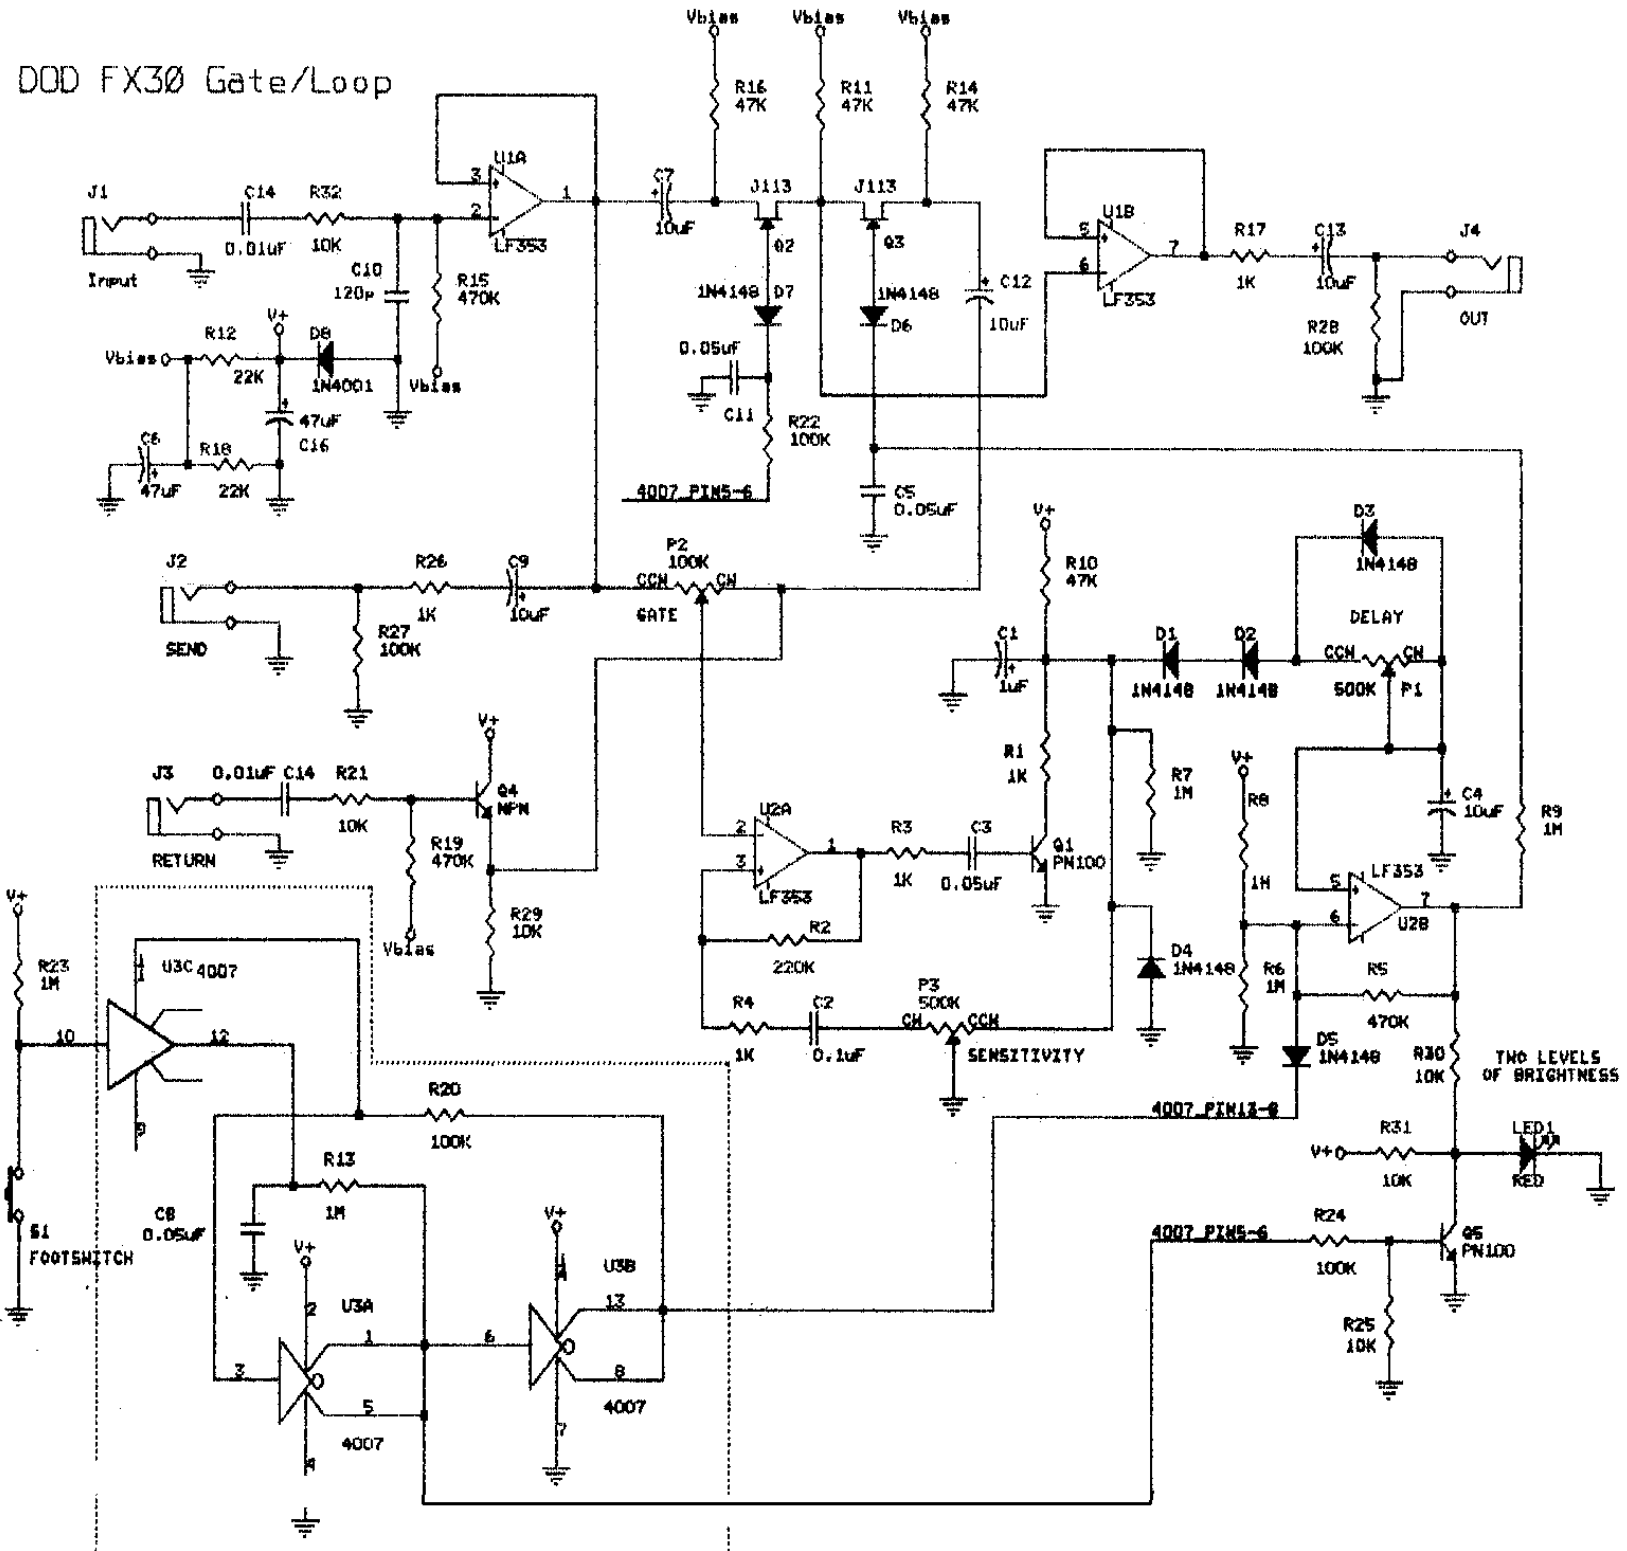 DOD FX30 Gate/Loop
Vbias
Vbias
Vbias
R16
47K
R11
47K
R14
47K
U1A
3
2
1
LF353
J1
Input
C14
0.01uF
R32
10K
C10
120p
R15
470K
Vbias
C7
10uF
J113
Q2
J113
Q3
1N4148
D7
1N4148
D6
C12
10uF
U1B
5
6
7
LF353
R17
1K
C13
10uF
J4
OUT
R28
100K
Vbias
R12
22K
V+
D8
1N4001
47uF
C16
C6
47uF
R18
22K
0.05uF
C11
R22
100K
4007 PIN5-6
C5
0.05uF
J2
SEND
R26
1K
C9
10uF
R27
100K
P2
100K
CCW
CW
GATE
V+
R10
47K
C1
1uF
R1
1K
D1
1N4148
D2
1N4148
D3
1N4148
DELAY
CCW
CW
500K
P1
R7
1M
V+
R8
1M
C4
10uF
R9
1M
J3
RETURN
0.01uF
C14
R21
10K
V+
Q4
NPN
R19
470K
Vbias
R29
10K
U2A
2
3
1
LF353
R3
1K
C3
0.05uF
Q1
PN100
R2
220K
R4
1K
C2
0.1uF
P3
500K
CW
CCW
SENSITIVITY
D4
1N4148
LF353
5
6
7
U2B
R6
1M
R5
470K
D5
1N4148
R30
10K
TWO LEVELS
OF BRIGHTNESS
4007 PIN13-8
V+
R31
10K
LED1
RED
4007 PIN5-6
R24
100K
Q5
PN100
R25
10K
V+
R23
1M
U3C
4007
10
12
9
S1
FOOTSWITCH
R20
100K
R13
1M
C8
0.05uF
V+
2
U3A
3
1
5
4
4007
V+
U3B
6
13
8
7
4007